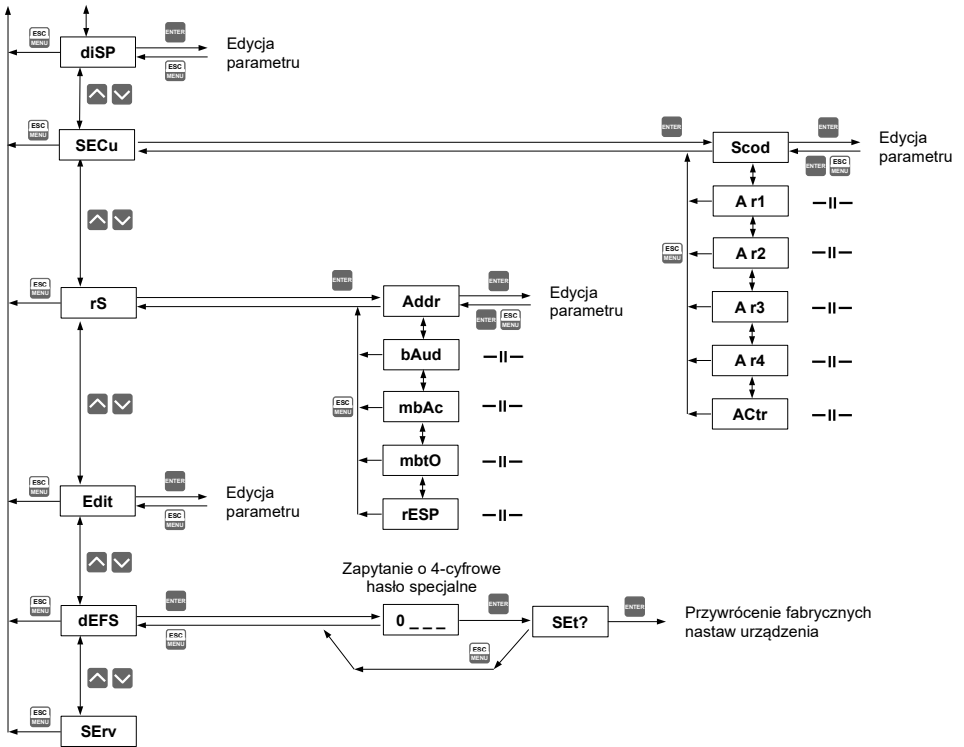 ESC
MENU
diSP
ENTER
ESC
MENU
Edycja
parametru
ESC
MENU
SECu
ENTER
Scod
ENTER
ENTER
ESC
MENU
Edycja
parametru
A r1
—II—
ESC
MENU
A r2
—II—
A r3
—II—
A r4
—II—
ACtr
—II—
ESC
MENU
rS
ENTER
Addr
ENTER
ENTER
ESC
MENU
Edycja
parametru
bAud
—II—
ESC
MENU
mbAc
—II—
mbtO
—II—
rESP
—II—
ESC
MENU
Edit
ENTER
ESC
MENU
Edycja
parametru
Zapytanie o 4-cyfrowe
hasło specjalne
ESC
MENU
dEFS
ENTER
ESC
MENU
0 _ _ _
ENTER
ESC
MENU
SEt?
ENTER
Przywrócenie fabrycznych
nastaw urządzenia
ESC
MENU
SErv